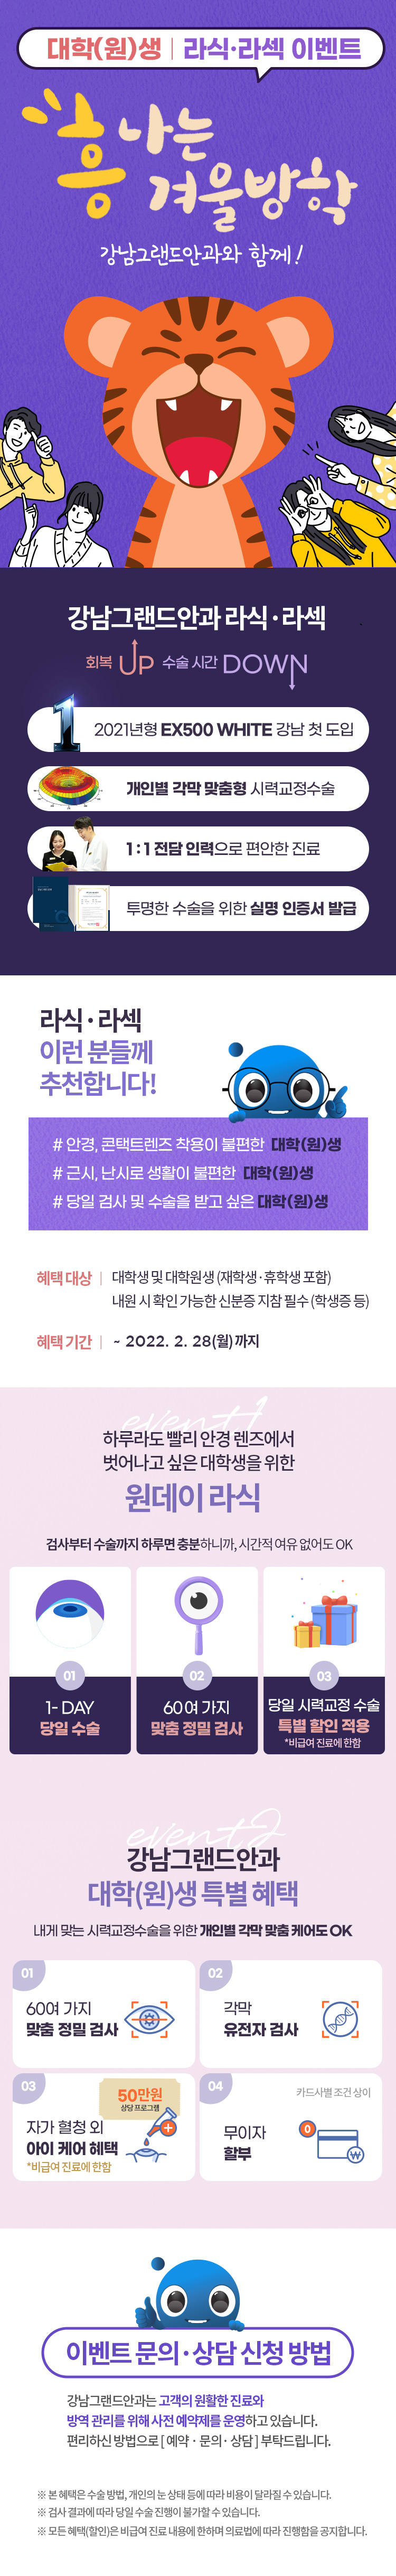 대학(원)생 | 라식·라섹 이벤트
흥나는
겨울방학
강남그랜드안과와 함께!
강남그랜드안과 라식·라섹
회복 UP 수술 시간 DOWN
1 2021년형 EX500 WHITE 강남 첫 도입
개인별 각막 맞춤형 시력교정수술
1:1 전담 인력으로 편안한 진료
투명한 수술을 위한 실명 인증서 발급
라식·라섹
이런 분들께
추천합니다!
# 안경, 콘택트렌즈 착용이 불편한 대학(원)생
# 근시, 난시로 생활이 불편한 대학(원)생
# 당일 검사 및 수술을 받고 싶은 대학(원)생
혜택 대상 | 대학생 및 대학원생 (재학생·휴학생 포함)
내원 시 확인 가능한 신분증 지참 필수 (학생증 등)
혜택 기간 | ~ 2022. 2. 28(월)까지
event1
하루라도 빨리 안경 렌즈에서
벗어나고 싶은 대학생을 위한
원데이 라식
검사부터 수술까지 하루면 충분하니까, 시간적 여유 없어도 OK
01
1- DAY
당일 수술
02
60여 가지
맞춤 정밀 검사
03
당일 시력교정 수술
특별 할인 적용
*비급여 진료에 한함
event2
강남그랜드안과
대학(원)생 특별 혜택
내게 맞는 시력교정수술을 위한 개인별 각막 맞춤 케어도 OK
01
60여 가지
맞춤 정밀 검사
02
각막
유전자 검사
03
50만원
상당 프로그램
자가 혈청 외
아이 케어 혜택
*비급여 진료에 한함
04
카드사별 조건 상이
무이자
할부
0
₩
이벤트 문의·상담 신청 방법
강남그랜드안과는 고객의 원활한 진료와
방역 관리를 위해 사전 예약제를 운영하고 있습니다.
편리하신 방법으로 [ 예약 · 문의 · 상담 ] 부탁드립니다.
※ 본 혜택은 수술 방법, 개인의 눈 상태 등에 따라 비용이 달라질 수 있습니다.
※ 검사 결과에 따라 당일 수술 진행이 불가할 수 있습니다.
※ 모든 혜택(할인)은 비급여 진료 내용에 한하며 의료법에 따라 진행함을 공지합니다.